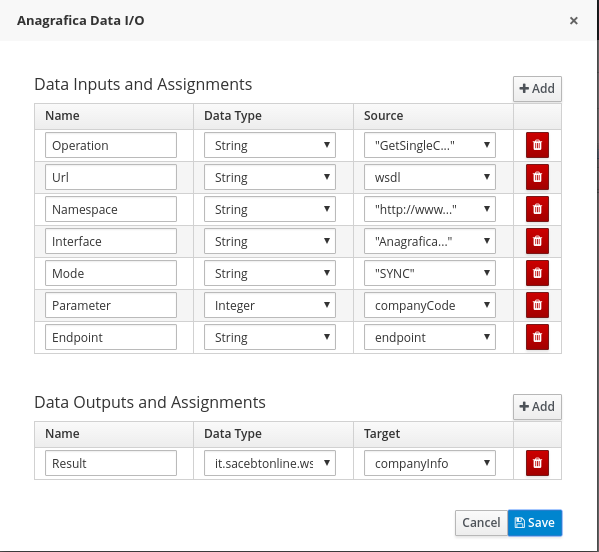 Anagrafica Data I/O ×
Data Inputs and Assignments
+ Add
Name Data Type Source
Operation String "GetSingleC..."
Url String wsdl
Namespace String "http://www..."
Interface String "Anagrafica..."
Mode String "SYNC"
Parameter Integer companyCode
Endpoint String endpoint
Data Outputs and Assignments
+ Add
Name Data Type Target
Result it.sacebtonline.ws companyInfo
Cancel Save